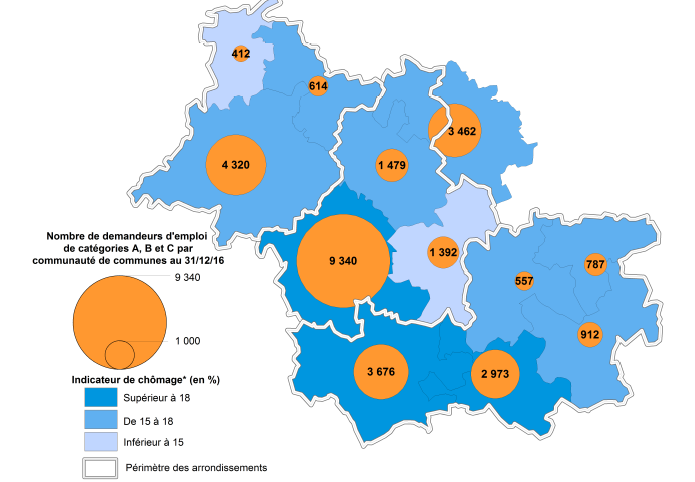 412
614
3 462
4 320
1 479
9 340
1 392
557
787
912
3 676
2 973
Nombre de demandeurs d'emploi
de catégories A, B et C par
communauté de communes au 31/12/16
9 340
1 000
Indicateur de chômage* (en %)
Supérieur à 18
De 15 à 18
Inférieur à 15
Périmètre des arrondissements